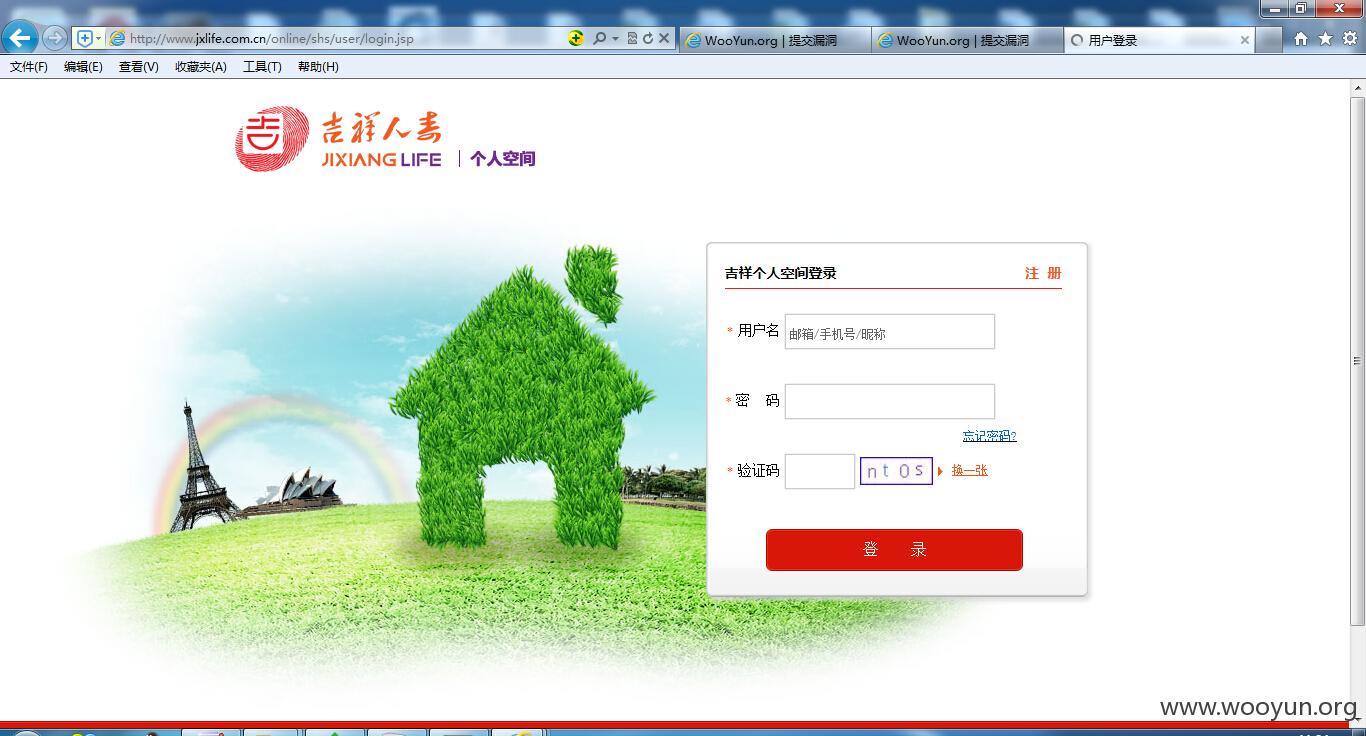 http://www.jxlife.com.cn/online/shs/user/login.jsp
WooYun.org | 提交漏洞
WooYun.org | 提交漏洞
用户登录
文件(F) 编辑(E) 查看(V) 收藏夹(A) 工具(T) 帮助(H)
吉祥人寿
JIXIANG LIFE | 个人空间
吉祥个人空间登录 注 册
* 用户名 邮箱/手机号/昵称
* 密 码
忘记密码?
* 验证码 nt0s 换一张
登 录
www.wooyun.org